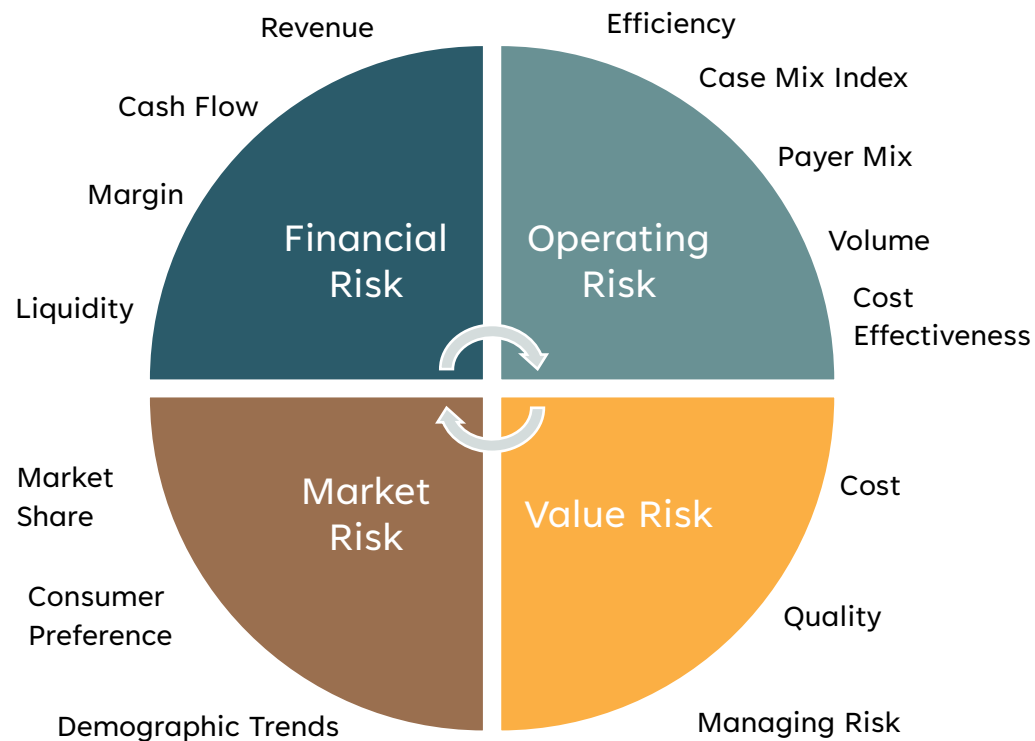 Revenue
Cash Flow
Margin
Liquidity
Financial
Risk
Efficiency
Case Mix Index
Payer Mix
Volume
Cost
Effectiveness
Operating
Risk
Market
Share
Consumer
Preference
Demographic Trends
Market
Risk
Value Risk
Cost
Quality
Managing Risk